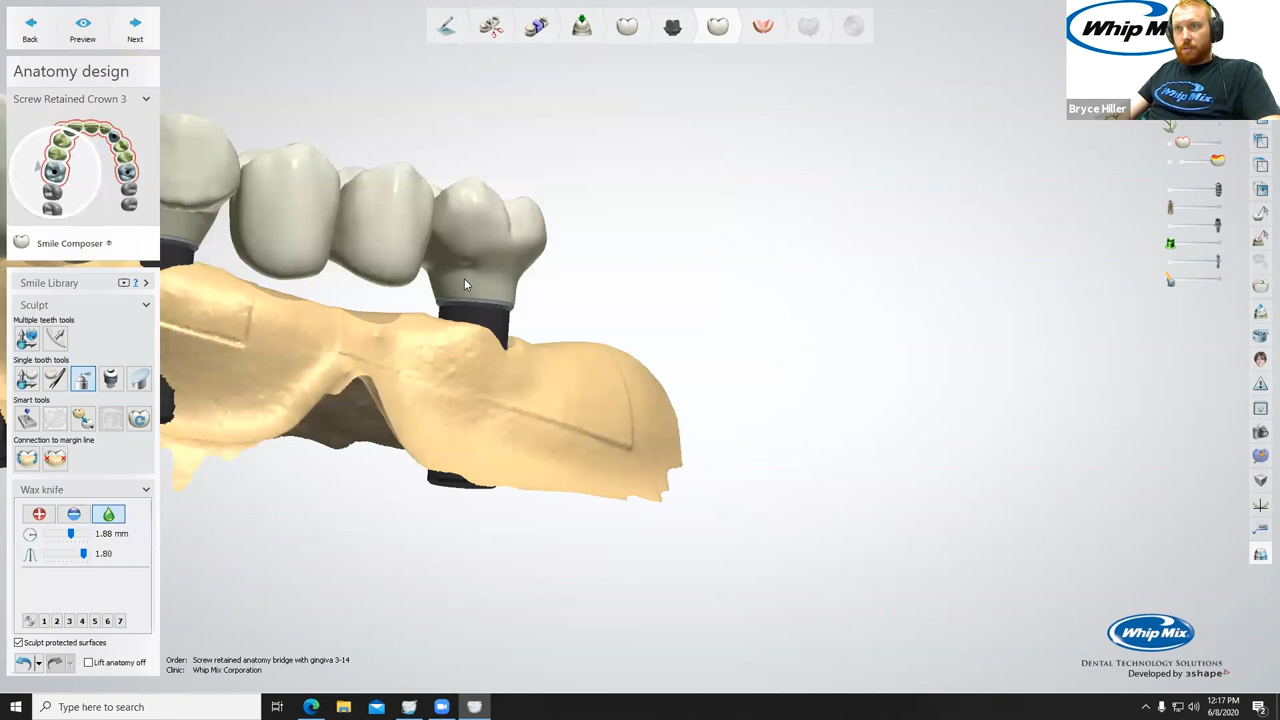 Back
Preview
Next
Anatomy design
Screw Retained Crown 3
Smile Composer ®
Smile Library
?
Sculpt
Multiple teeth tools
Single tooth tools
Smart tools
Connection to margin line
Wax knife
1.88 mm
1.80
1 2 3 4 5 6 7
Sculpt protected surfaces
Lift anatomy off
Order: Screw retained anatomy bridge with gingiva 3-14
Clinic: Whip Mix Corporation
Whip M
Whip Mix
Bryce Hiller
Whip Mix
DENTAL TECHNOLOGY SOLUTIONS
Developed by 3shape
Type here to search
12:17 PM
6/8/2020
2